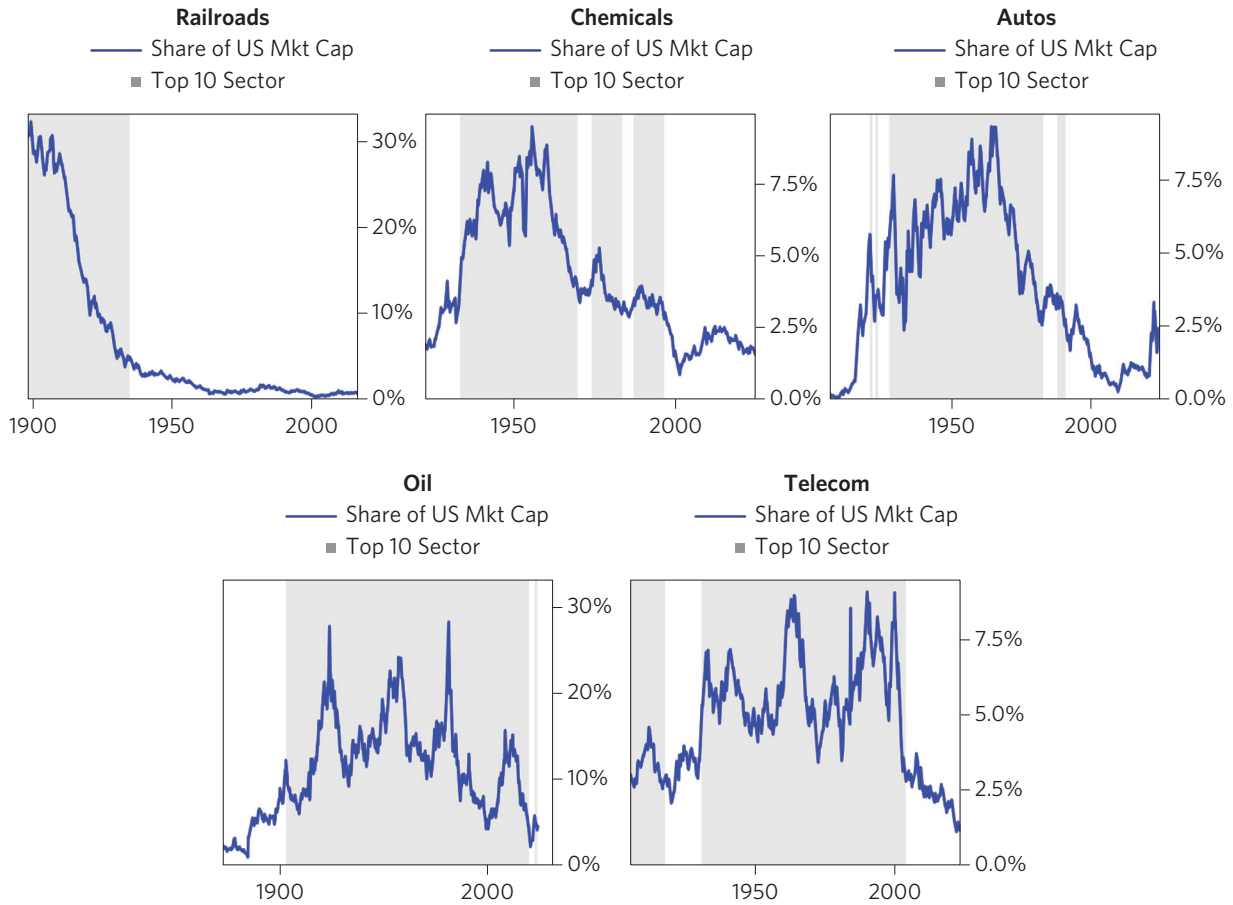 Railroads
Share of US Mkt Cap
Top 10 Sector
30%
20%
10%
0%
1900 1950 2000
Chemicals
Share of US Mkt Cap
Top 10 Sector
7.5%
5.0%
2.5%
0.0%
1950 2000
Autos
Share of US Mkt Cap
Top 10 Sector
7.5%
5.0%
2.5%
0.0%
1950 2000
Oil
Share of US Mkt Cap
Top 10 Sector
30%
20%
10%
0%
1900 2000
Telecom
Share of US Mkt Cap
Top 10 Sector
7.5%
5.0%
2.5%
0.0%
1950 2000